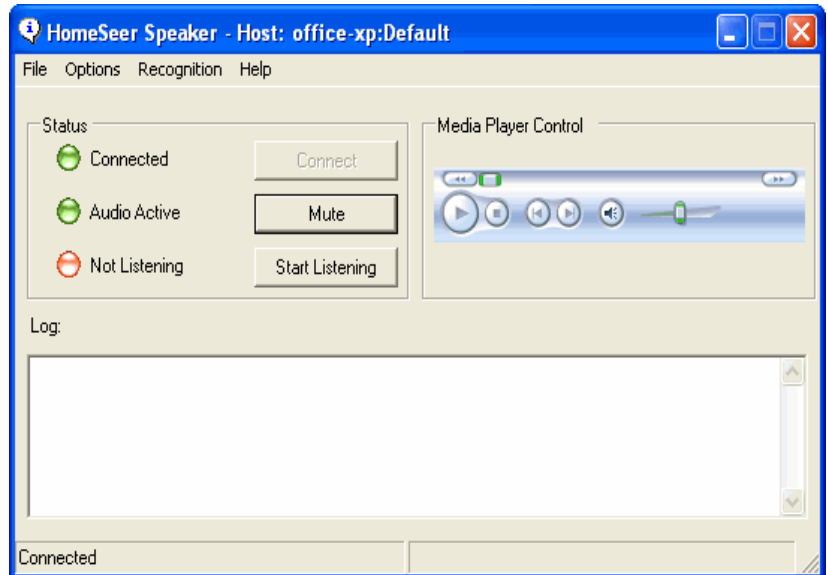 HomeSeer Speaker - Host: office-xp:Default
File Options Recognition Help
Status
Connected Connect
Audio Active Mute
Not Listening Start Listening
Media Player Control
Log:
Connected